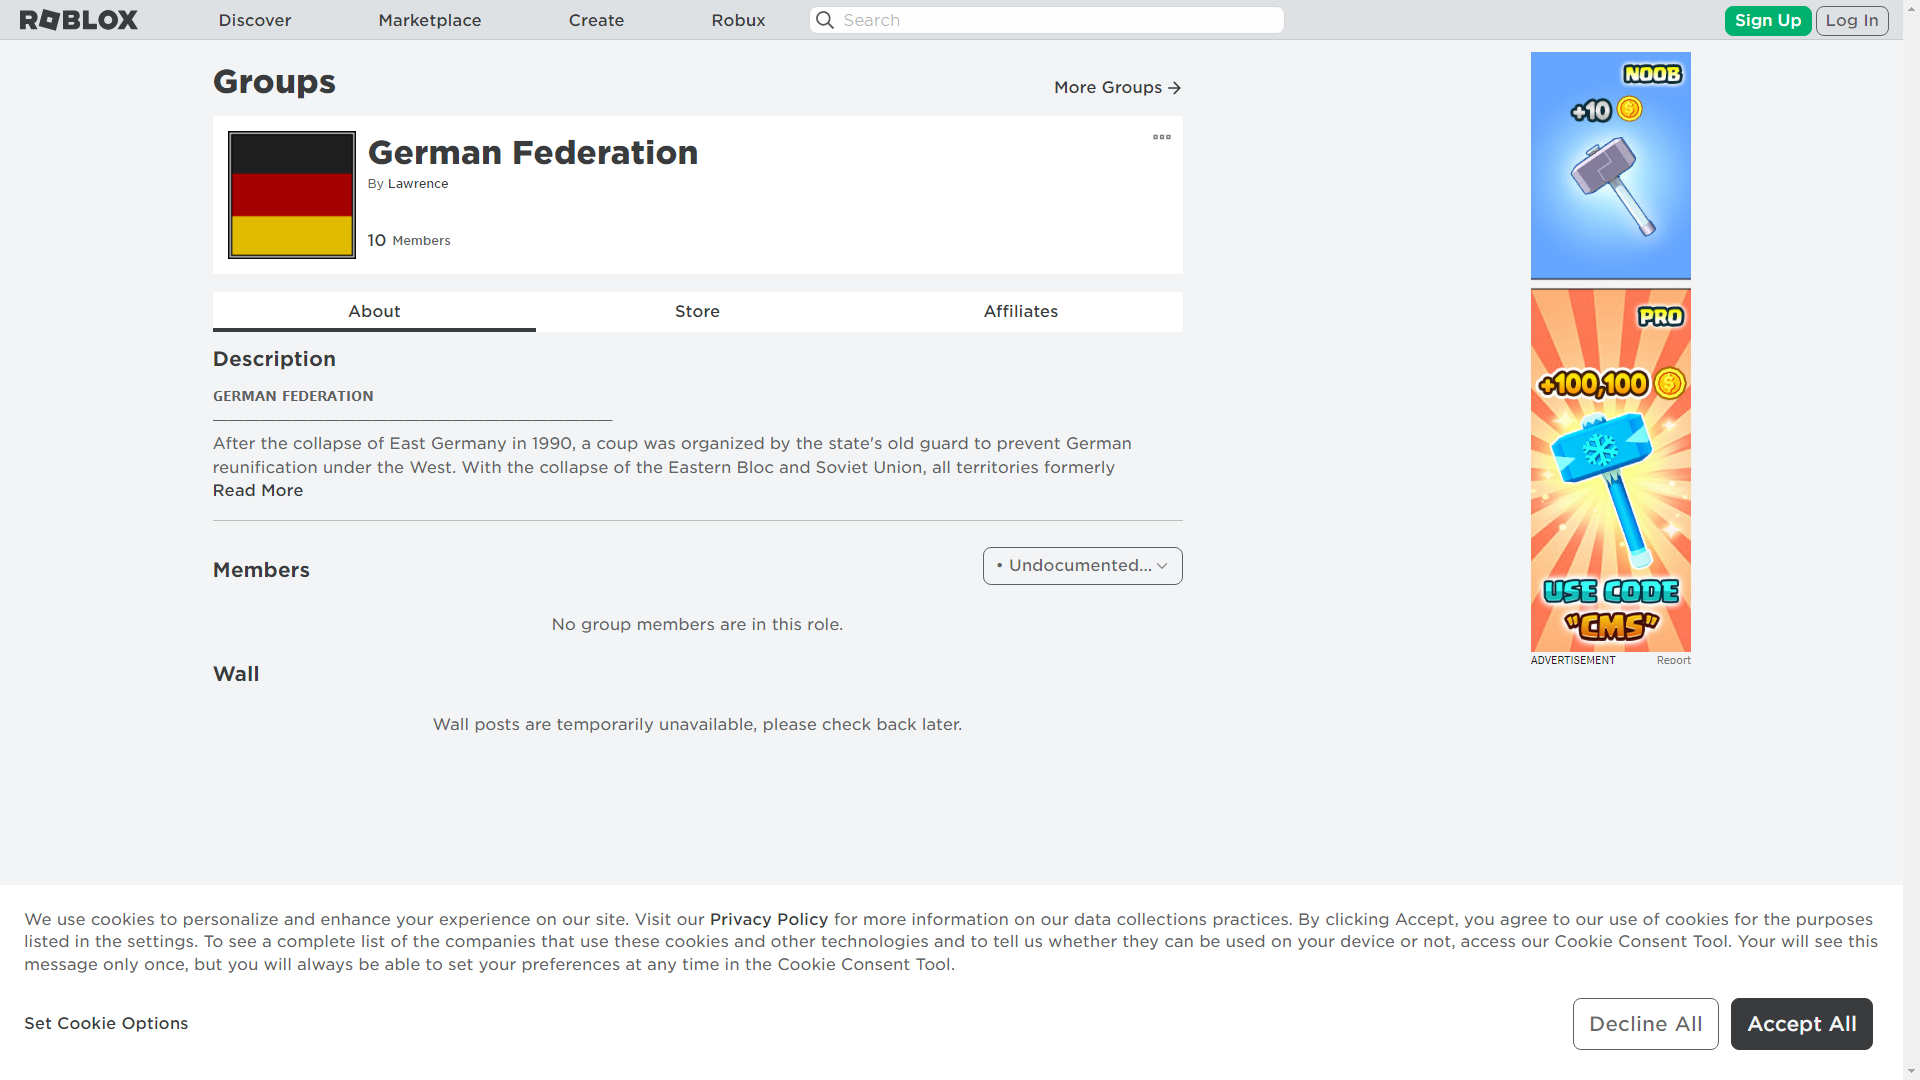 ROBLOX
Discover
Marketplace
Create
Robux
Search
Sign Up
Log In
Groups
More Groups
German Federation
By Lawrence
10 Members
About
Store
Affiliates
Description
GERMAN FEDERATION
After the collapse of East Germany in 1990, a coup was organized by the state's old guard to prevent German
reunification under the West. With the collapse of the Eastern Bloc and Soviet Union, all territories formerly
Read More
Members
• Undocumented...
No group members are in this role.
Wall
Wall posts are temporarily unavailable, please check back later.
NOOB
+10
PRO
+100,100
USE CODE
"CMS"
ADVERTISEMENT
Report
We use cookies to personalize and enhance your experience on our site. Visit our Privacy Policy for more information on our data collections practices. By clicking Accept, you agree to our use of cookies for the purposes
listed in the settings. To see a complete list of the companies that use these cookies and other technologies and to tell us whether they can be used on your device or not, access our Cookie Consent Tool. Your will see this
message only once, but you will always be able to set your preferences at any time in the Cookie Consent Tool.
Set Cookie Options
Decline All
Accept All